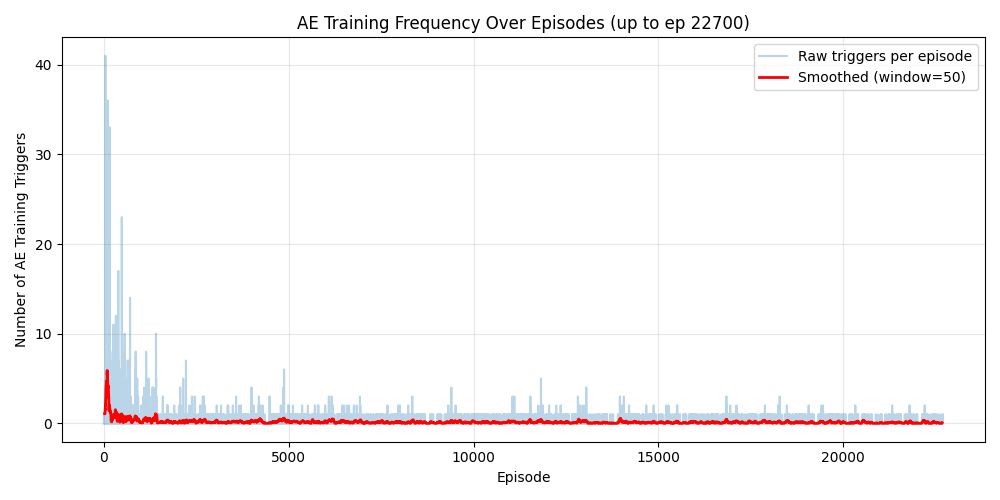 AE Training Frequency Over Episodes (up to ep 22700)
Raw triggers per episode
Smoothed (window=50)
Number of AE Training Triggers
40
30
20
10
0
0 5000 10000 15000 20000
Episode